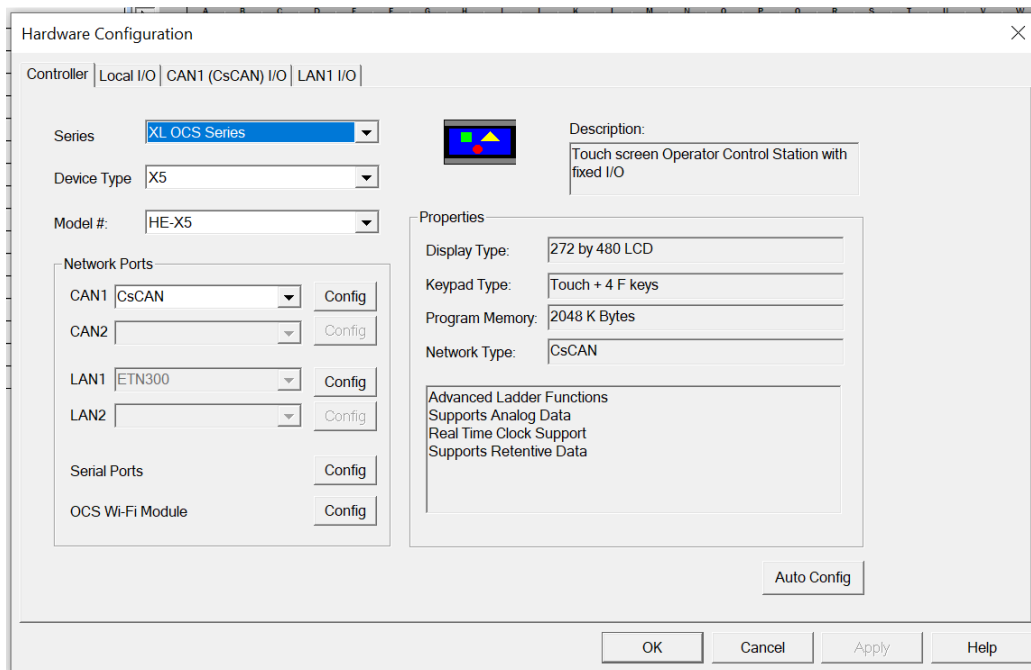 A B C D E F G H I J K L M N O P Q R S T U V W
Hardware Configuration
Controller Local I/O CAN1 (CsCAN) I/O LAN1 I/O
Series XL OCS Series
Device Type X5
Model #: HE-X5
Description:
Touch screen Operator Control Station with
fixed I/O
Network Ports
CAN1 CsCAN Config
CAN2 Config
LAN1 ETN300 Config
LAN2 Config
Serial Ports Config
OCS Wi-Fi Module Config
Properties
Display Type: 272 by 480 LCD
Keypad Type: Touch + 4 F keys
Program Memory: 2048 K Bytes
Network Type: CsCAN
Advanced Ladder Functions
Supports Analog Data
Real Time Clock Support
Supports Retentive Data
Auto Config
OK Cancel Apply Help